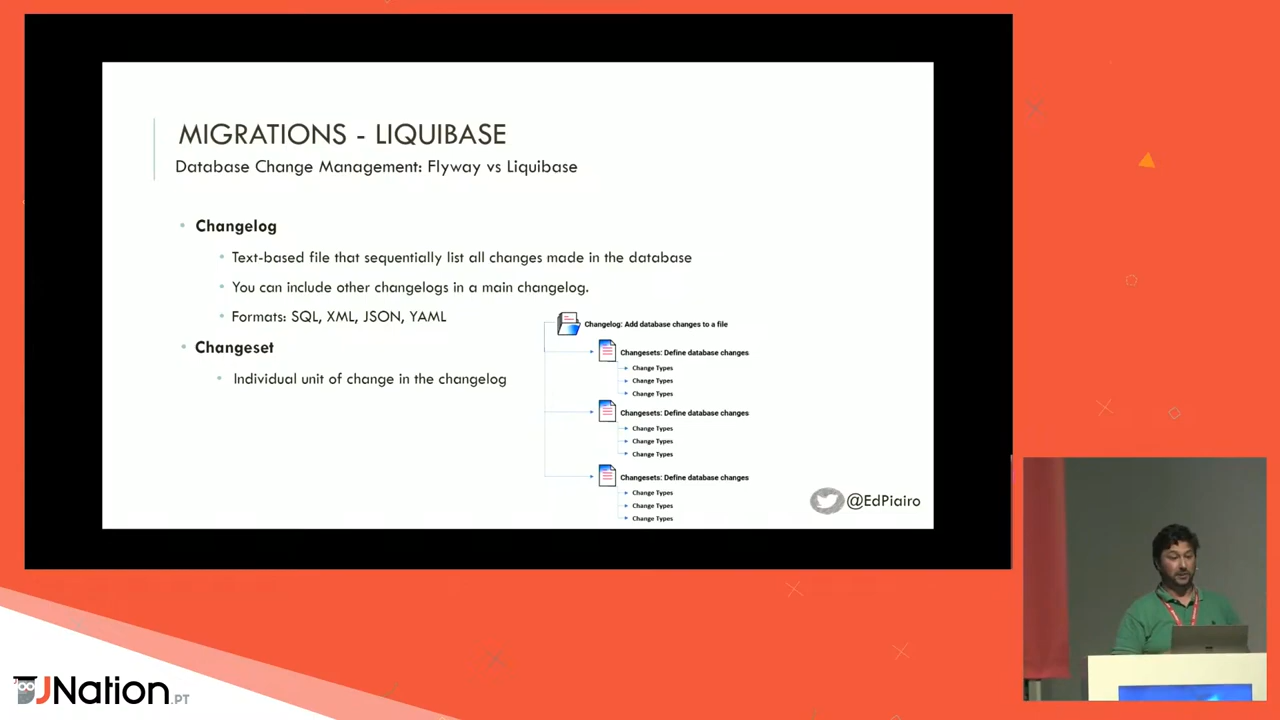 MIGRATIONS - LIQUIBASE
Database Change Management: Flyway vs Liquibase
Changelog
Text-based file that sequentially list all changes made in the database
You can include other changelogs in a main changelog.
Formats: SQL, XML, JSON, YAML
Changeset
Individual unit of change in the changelog
Changelog: Add database changes to a file
Changesets: Define database changes
Change Types
Change Types
Change Types
Changesets: Define database changes
Change Types
Change Types
Change Types
Changesets: Define database changes
Change Types
Change Types
Change Types
@EdPiairo
JNation.PT